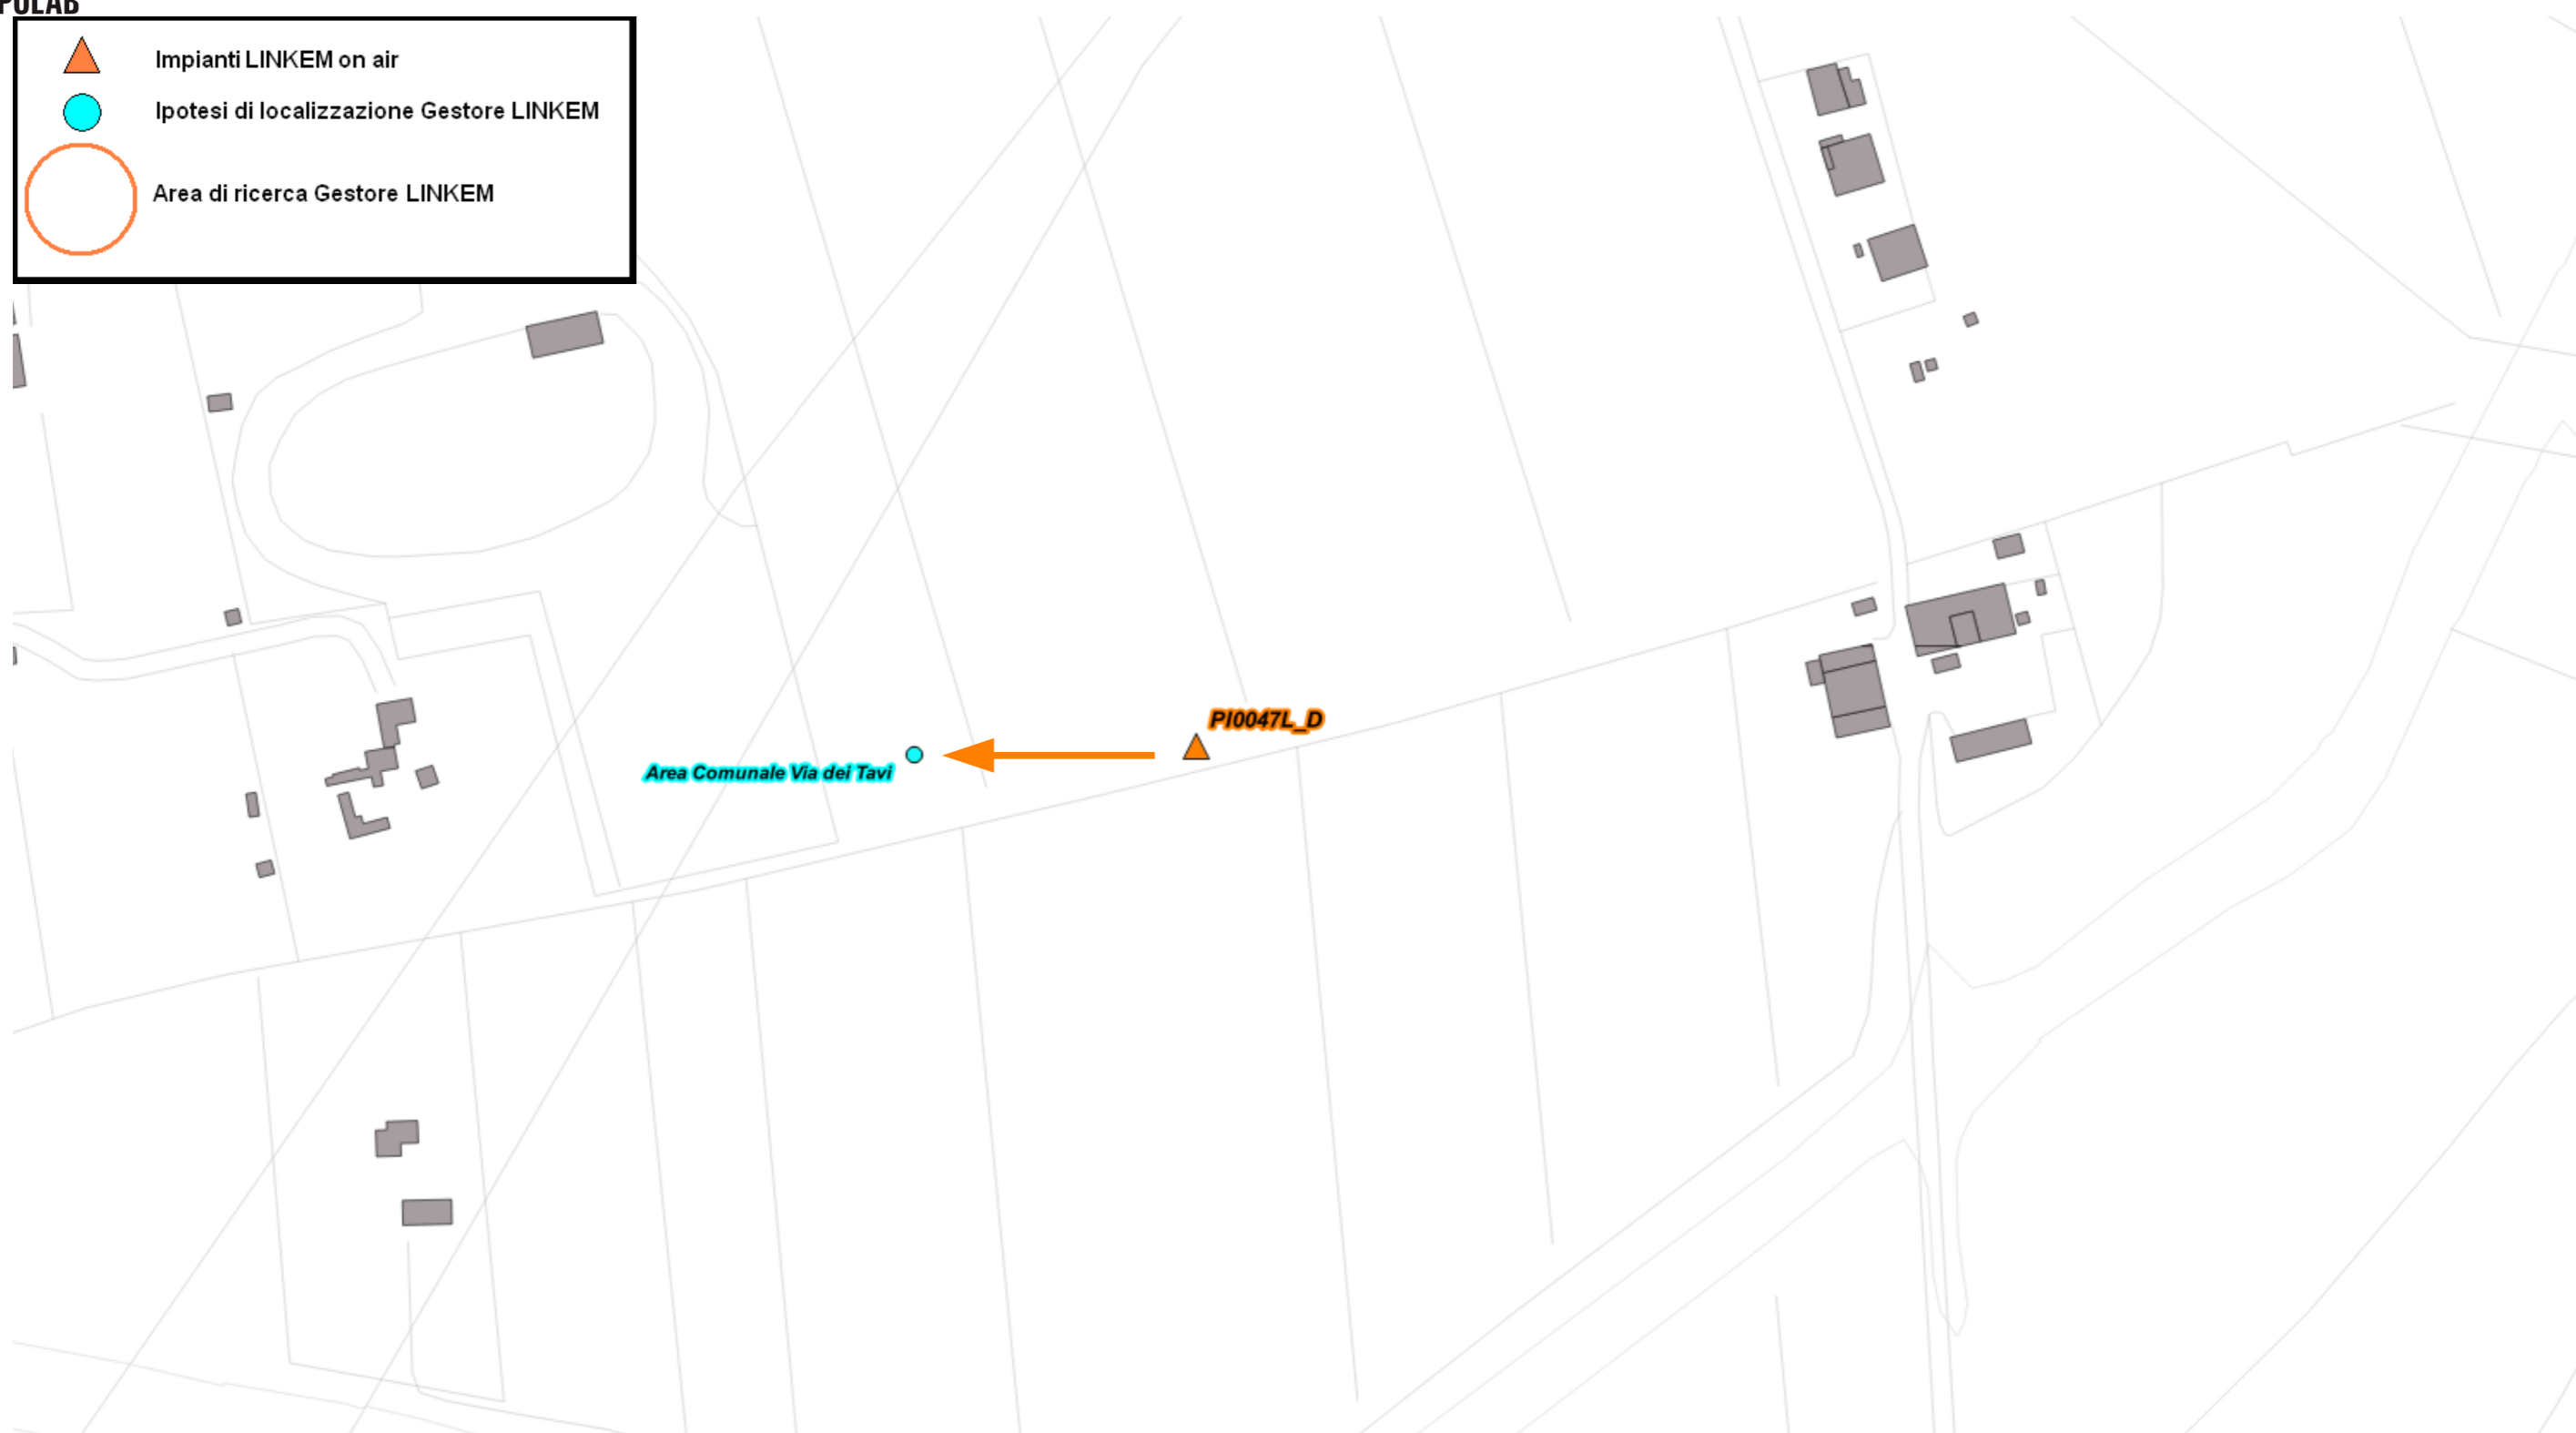 Impianti LINKEM on air
Ipotesi di localizzazione Gestore LINKEM
Area di ricerca Gestore LINKEM
PI0047L_D
Area Comunale Via dei Tavi